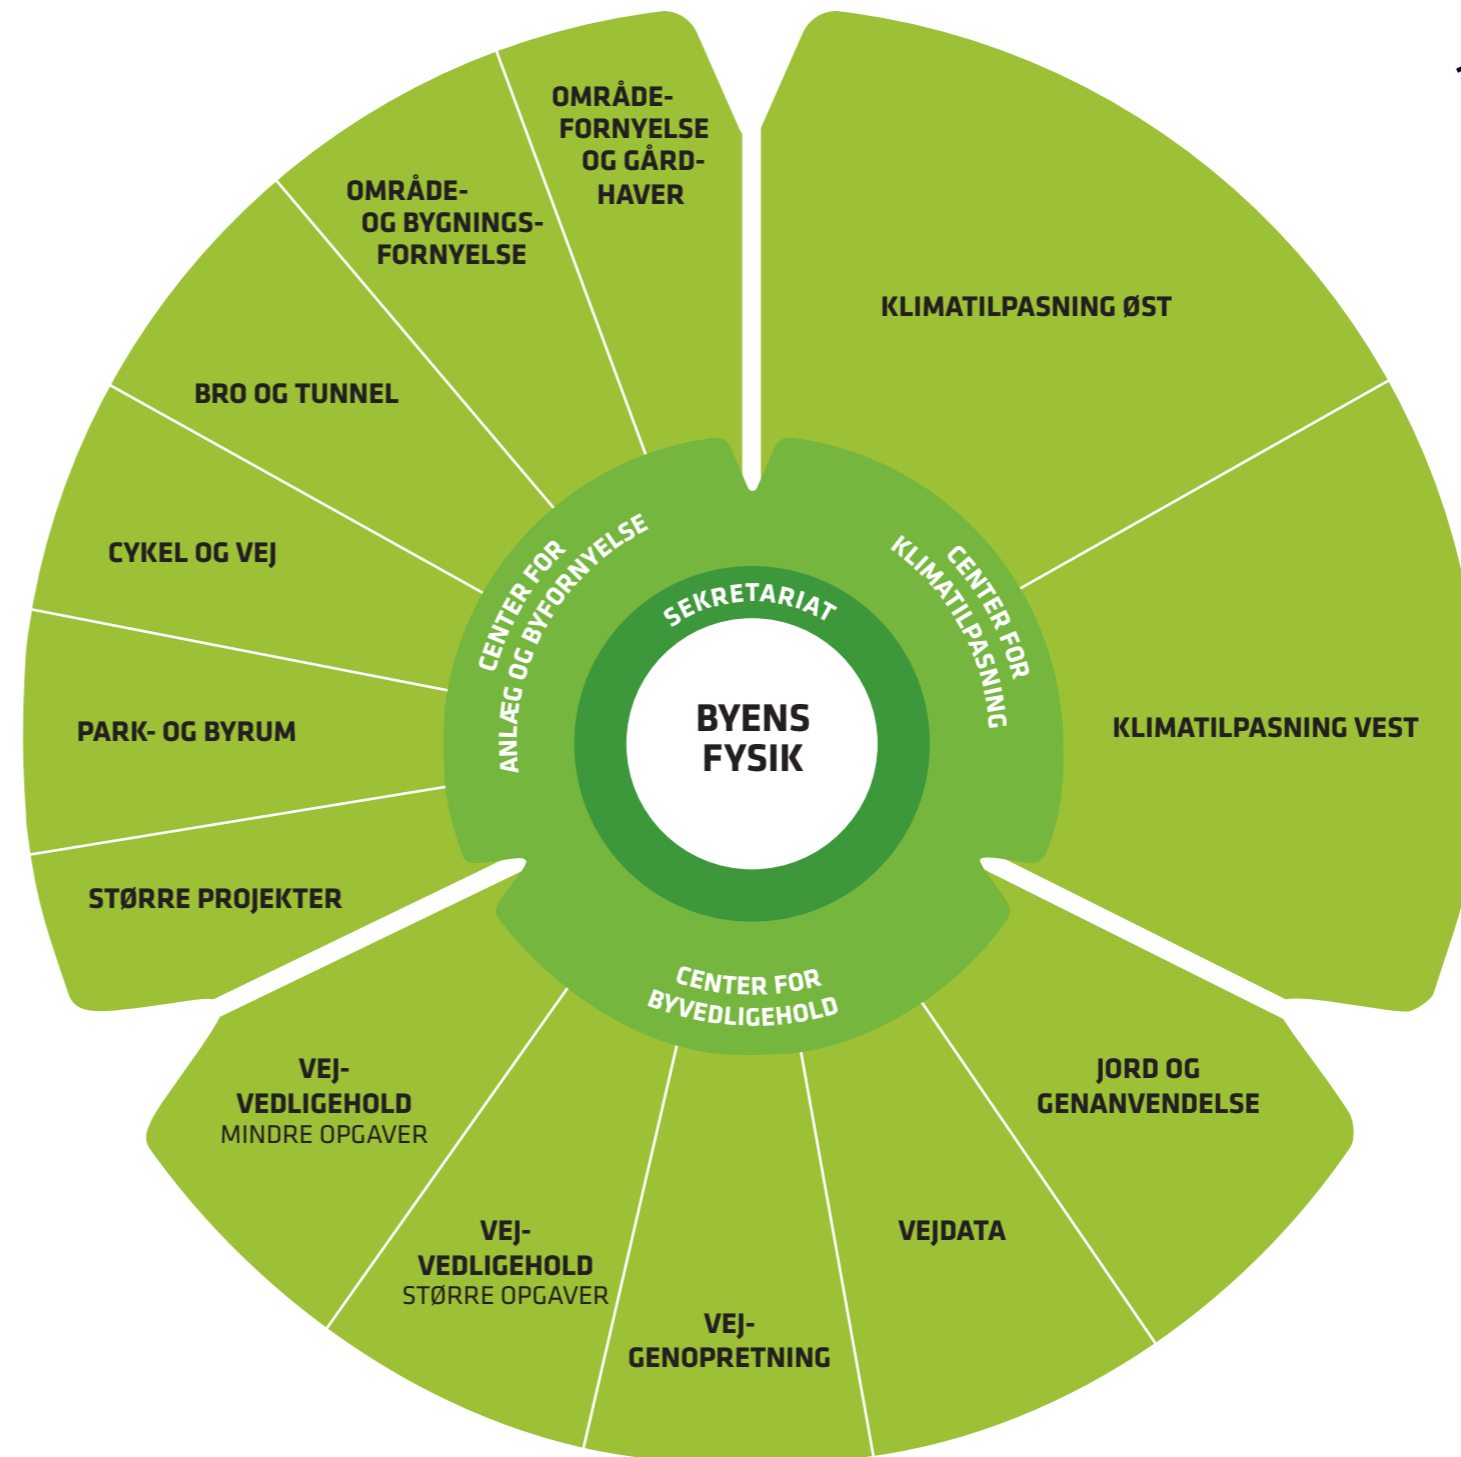 OMRÅDE-
FORNYELSE
OG GÅRD-
HAVER
OMRÅDE-
OG BYGNINGS-
FORNYELSE
BRO OG TUNNEL
CYKEL OG VEJ
PARK- OG BYRUM
STØRRE PROJEKTER
CENTER FOR
ANLÆG OG BYFORNYELSE
KLIMATILPASNING ØST
KLIMATILPASNING VEST
CENTER FOR
KLIMATILPASNING
SEKRETARIAT
BYENS
FYSIK
CENTER FOR
BYVEDLIGEHOLD
VEJ-
VEDLIGEHOLD
MINDRE OPGAVER
VEJ-
VEDLIGEHOLD
STØRRE OPGAVER
VEJ-
GENOPRETNING
VEJDATA
JORD OG
GENANVENDELSE